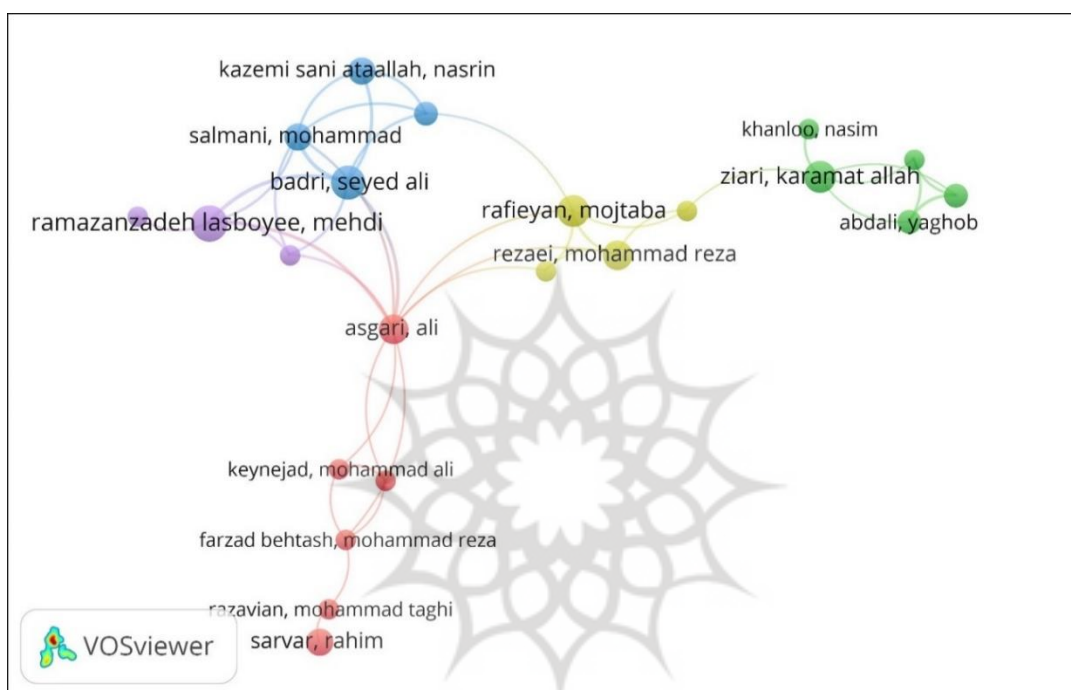 kazemi sani ataallah, nasrin
salmani, mohammad
khanloo, nasim
badri, seyed ali
ziari, karamat allah
ramazanzadeh lasboyee, mehdi
rafieyan, mojtaba
abdali, yaghob
rezaei, mohammad reza
asgari, ali
keynejad, mohammad ali
farzad behtash, mohammad reza
razavian, mohammad taghi
sarvar, rahim
VOSviewer